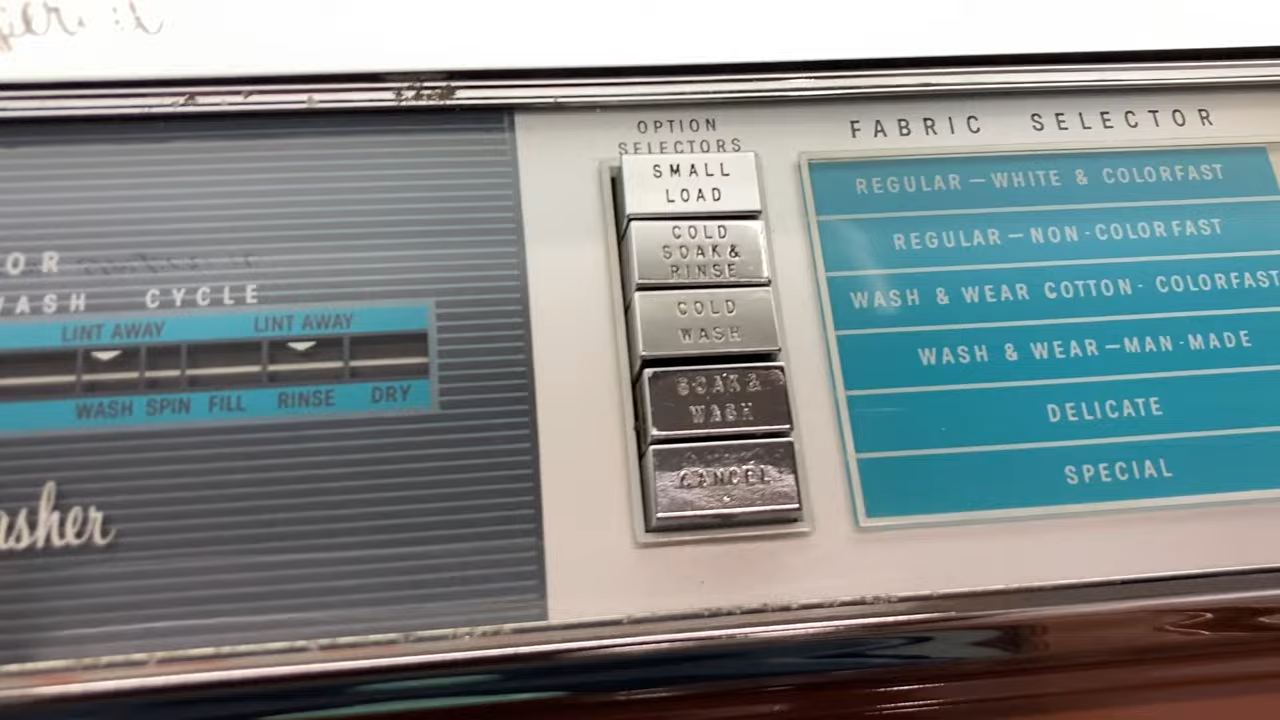 OPTION
SELECTORS
SMALL
LOAD
COLD
SOAK &
RINSE
COLD
WASH
SOAK &
WASH
CANCEL
FABRIC SELECTOR
REGULAR—WHITE & COLORFAST
REGULAR—NON-COLORFAST
WASH & WEAR COTTON-COLORFAST
WASH & WEAR—MAN-MADE
DELICATE
SPECIAL
OR
WASH CYCLE
LINT AWAY LINT AWAY
WASH SPIN FILL RINSE DRY
asher